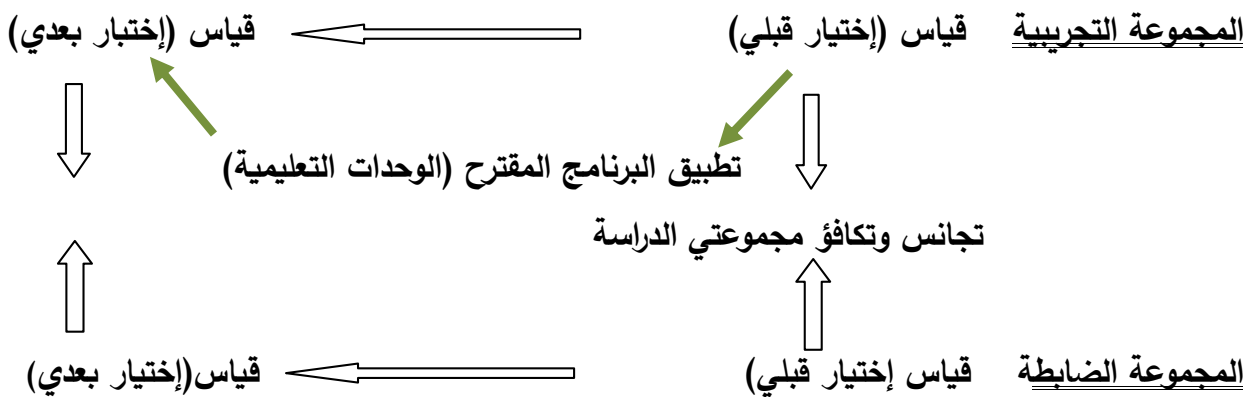 المجموعة التجريبية قياس (إختيار قبلي) قياس (إختبار بعدي)
تطبيق البرنامج المقترح (الوحدات التعليمية)
تجانس وتكافؤ مجموعتي الدراسة
المجموعة الضابطة قياس إختيار قبلي) قياس(إختيار بعدي)